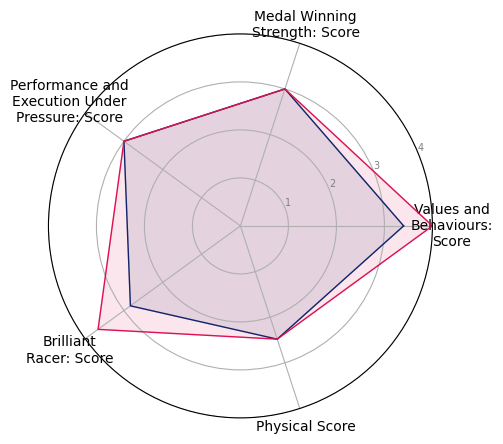 Medal Winning
Strength: Score
Performance and
Execution Under
Pressure: Score
4
3
2
1
Values and
Behaviours:
Score
Brilliant
Racer: Score
Physical Score